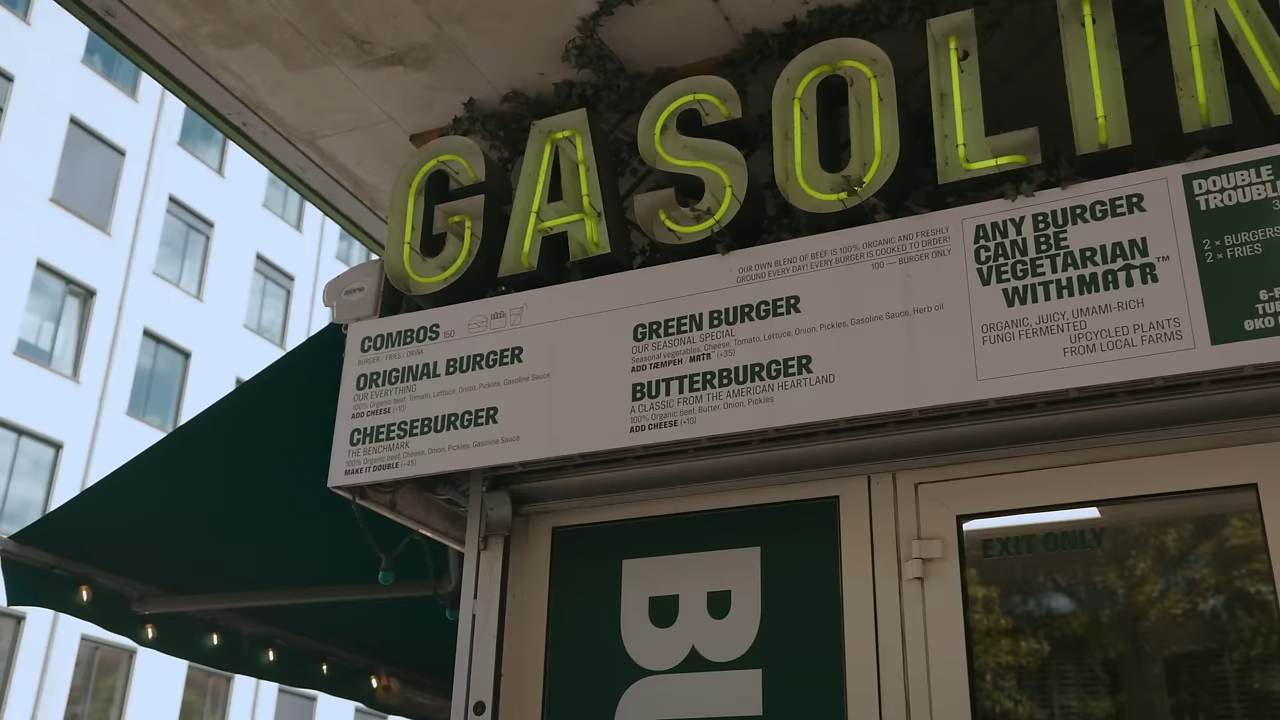 GASOLIN
OUR OWN BLEND OF BEEF IS 100% ORGANIC AND FRESHLY
GROUND EVERY DAY! EVERY BURGER IS COOKED TO ORDER!
100 — BURGER ONLY
COMBOS 150
BURGER / FRIES / DRINK
ORIGINAL BURGER
OUR EVERYTHING
100% Organic beef, Tomato, Lettuce, Onion, Pickles, Gasoline Sauce
ADD CHEESE (+10)
CHEESEBURGER
THE BENCHMARK
100% Organic beef, Cheese, Onion, Pickles, Gasoline Sauce
MAKE IT DOUBLE (+45)
GREEN BURGER
OUR SEASONAL SPECIAL
Seasonal vegetables, Cheese, Tomato, Lettuce, Onion, Pickles, Gasoline Sauce, Herb oil
ADD TÆMPEH / MATR™ (+35)
BUTTERBURGER
A CLASSIC FROM THE AMERICAN HEARTLAND
100% Organic beef, Butter, Onion, Pickles
ADD CHEESE (+10)
ANY BURGER
CAN BE
VEGETARIAN
WITH MATR™
ORGANIC, JUICY, UMAMI-RICH
FUNGI FERMENTED
UPCYCLED PLANTS
FROM LOCAL FARMS
DOUBLE
TROUBL
3
2 × BURGERS
2 × FRIES
6-P
TUB
ØKO
BU
EXIT ONLY